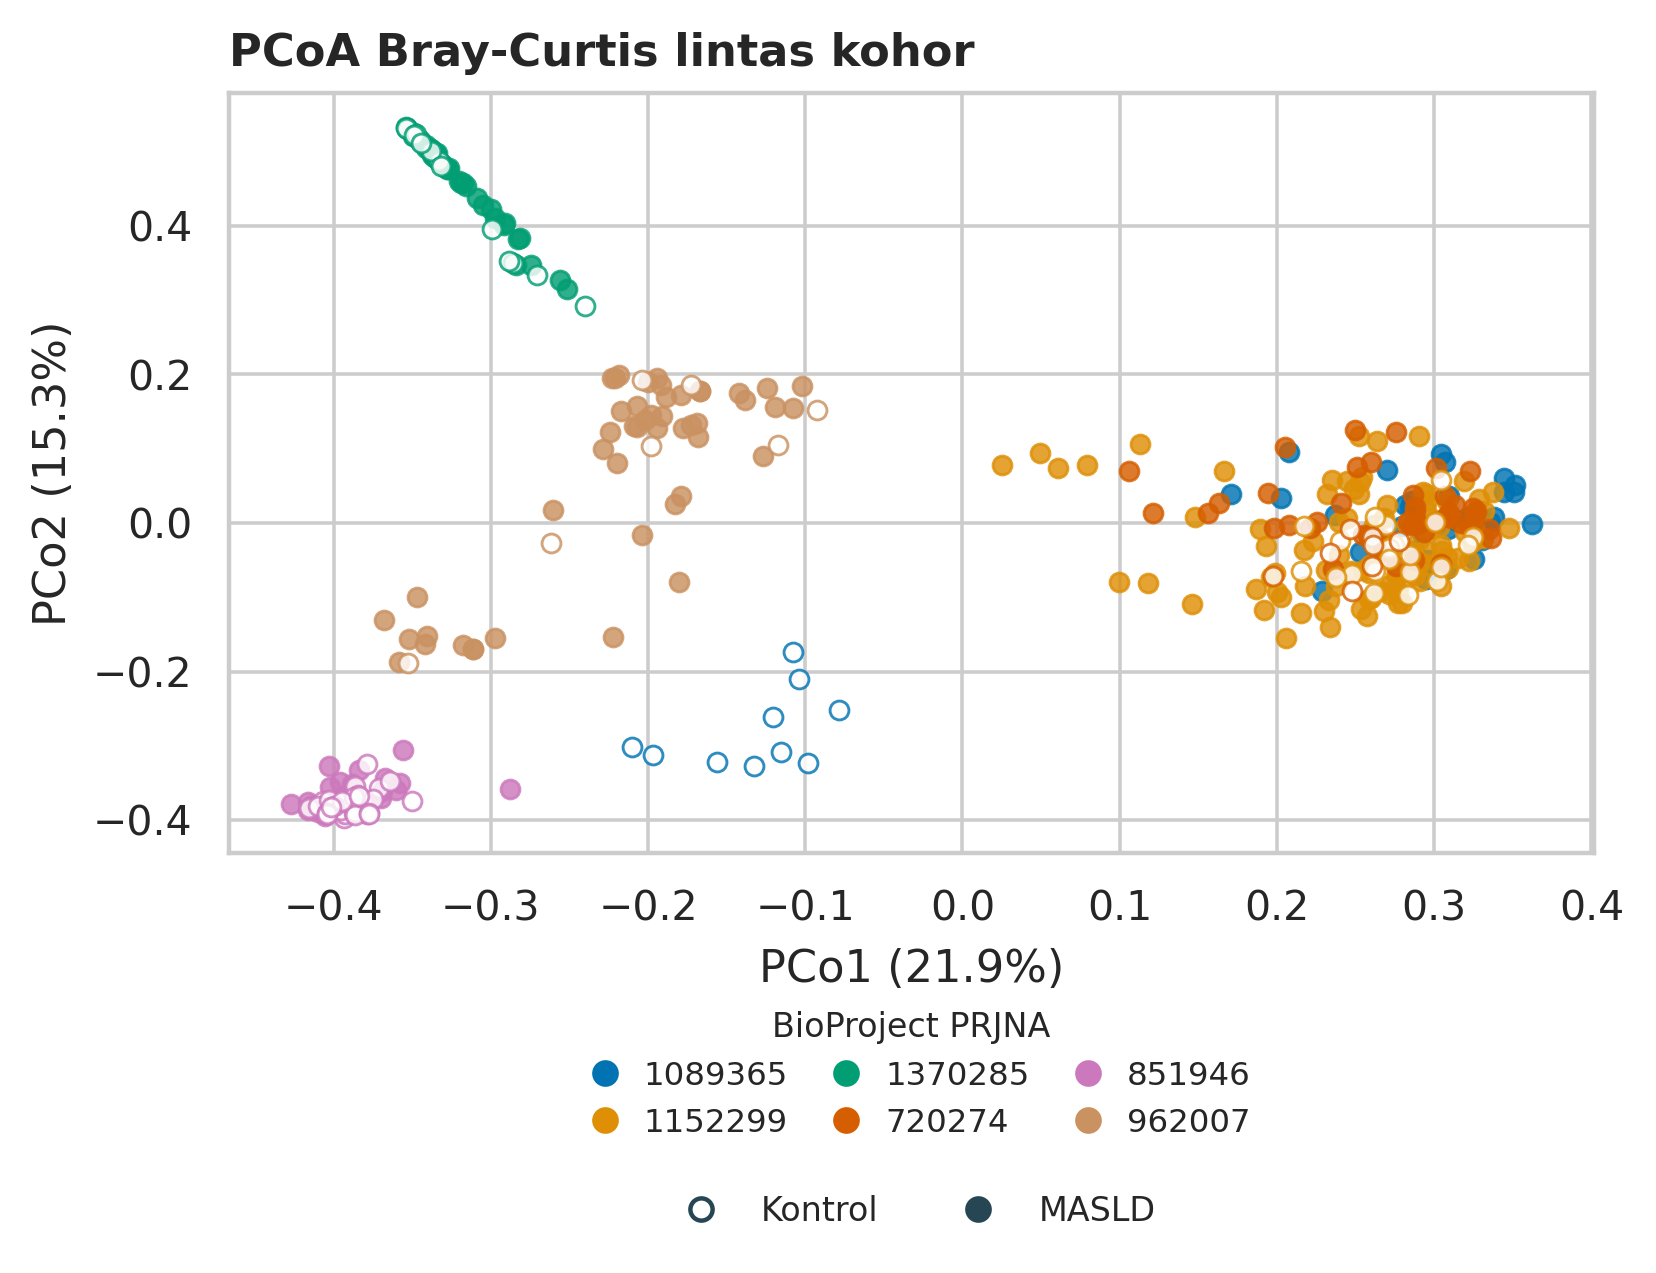 PCoA Bray-Curtis lintas kohor
PCo2 (15.3%)
0.4
0.2
0.0
−0.2
−0.4
−0.4 −0.3 −0.2 −0.1 0.0 0.1 0.2 0.3 0.4
PCo1 (21.9%)
BioProject PRJNA
1089365 1370285 851946
1152299 720274 962007
Kontrol MASLD